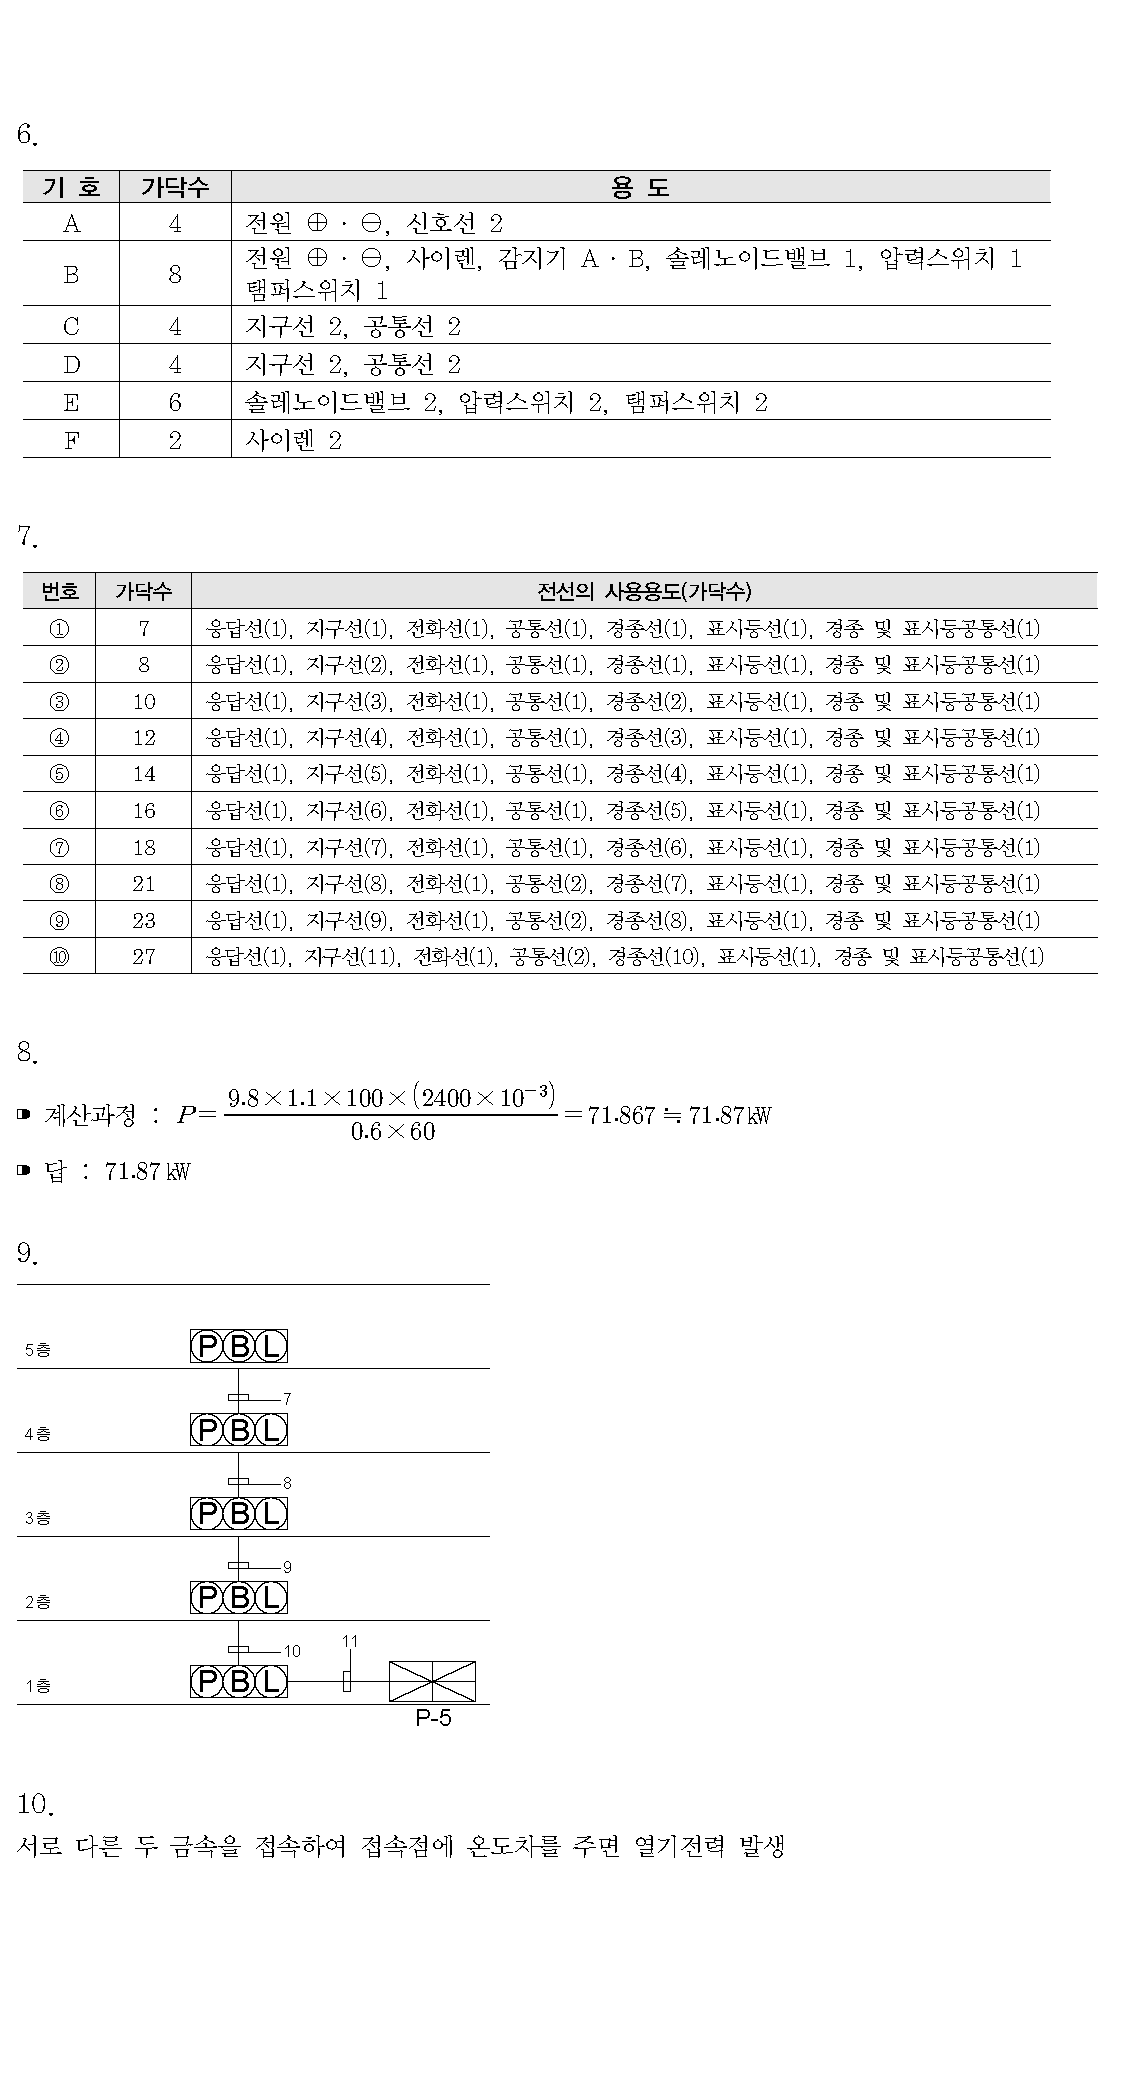 6.
기 호 가닥수 용 도
A 4 전원 ⊕ · ⊖, 신호선 2
B 8 전원 ⊕ · ⊖, 사이렌, 감지기 A · B, 솔레노이드밸브 1, 압력스위치 1
탬퍼스위치 1
C 4 지구선 2, 공통선 2
D 4 지구선 2, 공통선 2
E 6 솔레노이드밸브 2, 압력스위치 2, 탬퍼스위치 2
F 2 사이렌 2
7.
번호 가닥수 전선의 사용용도(가닥수)
① 7 응답선(1), 지구선(1), 전화선(1), 공통선(1), 경종선(1), 표시등선(1), 경종 및 표시등공통선(1)
② 8 응답선(1), 지구선(2), 전화선(1), 공통선(1), 경종선(1), 표시등선(1), 경종 및 표시등공통선(1)
③ 10 응답선(1), 지구선(3), 전화선(1), 공통선(1), 경종선(2), 표시등선(1), 경종 및 표시등공통선(1)
④ 12 응답선(1), 지구선(4), 전화선(1), 공통선(1), 경종선(3), 표시등선(1), 경종 및 표시등공통선(1)
⑤ 14 응답선(1), 지구선(5), 전화선(1), 공통선(1), 경종선(4), 표시등선(1), 경종 및 표시등공통선(1)
⑥ 16 응답선(1), 지구선(6), 전화선(1), 공통선(1), 경종선(5), 표시등선(1), 경종 및 표시등공통선(1)
⑦ 18 응답선(1), 지구선(7), 전화선(1), 공통선(1), 경종선(6), 표시등선(1), 경종 및 표시등공통선(1)
⑧ 21 응답선(1), 지구선(8), 전화선(1), 공통선(2), 경종선(7), 표시등선(1), 경종 및 표시등공통선(1)
⑨ 23 응답선(1), 지구선(9), 전화선(1), 공통선(2), 경종선(8), 표시등선(1), 경종 및 표시등공통선(1)
⑩ 27 응답선(1), 지구선(11), 전화선(1), 공통선(2), 경종선(10), 표시등선(1), 경종 및 표시등공통선(1)
8.
계산과정 : P = 9.8×1.1×100×(2400×10⁻³) / 0.6×60 = 71.867 ≒ 71.87㎾
답 : 71.87㎾
9.
5층 P B L
7
4층 P B L
8
3층 P B L
9
2층 P B L
10 11
1층 P B L
P-5
10.
서로 다른 두 금속을 접속하여 접속점에 온도차를 주면 열기전력 발생